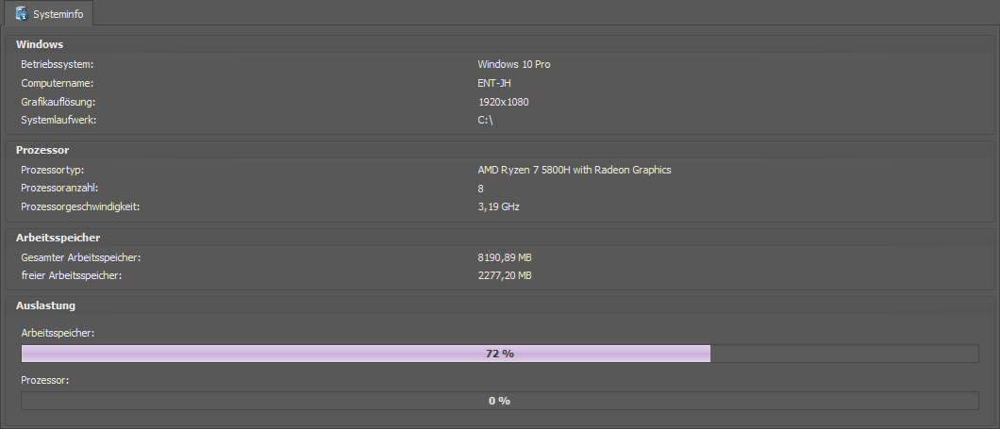 Systeminfo
Windows
Betriebssystem: Windows 10 Pro
Computername: ENT-JH
Grafikauflösung: 1920x1080
Systemlaufwerk: C:\
Prozessor
Prozessortyp: AMD Ryzen 7 5800H with Radeon Graphics
Prozessoranzahl: 8
Prozessorgeschwindigkeit: 3,19 GHz
Arbeitsspeicher
Gesamter Arbeitsspeicher: 8190,89 MB
freier Arbeitsspeicher: 2277,20 MB
Auslastung
Arbeitsspeicher:
72 %
Prozessor:
0 %